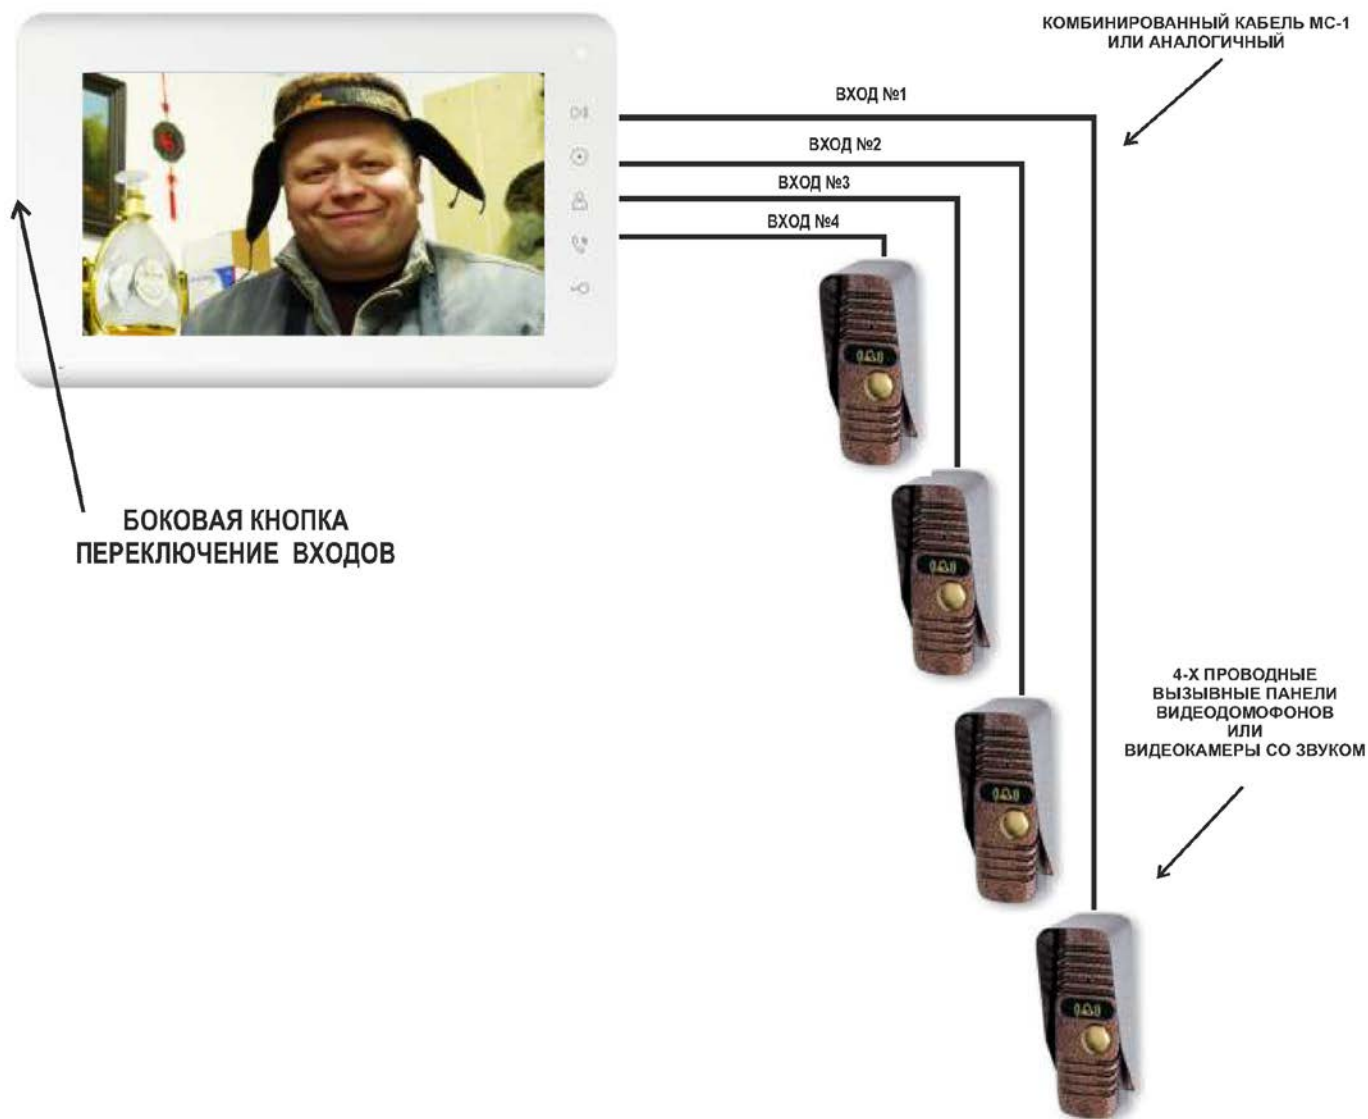 КОМБИНИРОВАННЫЙ КАБЕЛЬ МС-1
ИЛИ АНАЛОГИЧНЫЙ
ВХОД №1
ВХОД №2
ВХОД №3
ВХОД №4
БОКОВАЯ КНОПКА
ПЕРЕКЛЮЧЕНИЕ ВХОДОВ
4-Х ПРОВОДНЫЕ
ВЫЗЫВНЫЕ ПАНЕЛИ
ВИДЕОДОМОФОНОВ
ИЛИ
ВИДЕОКАМЕРЫ СО ЗВУКОМ